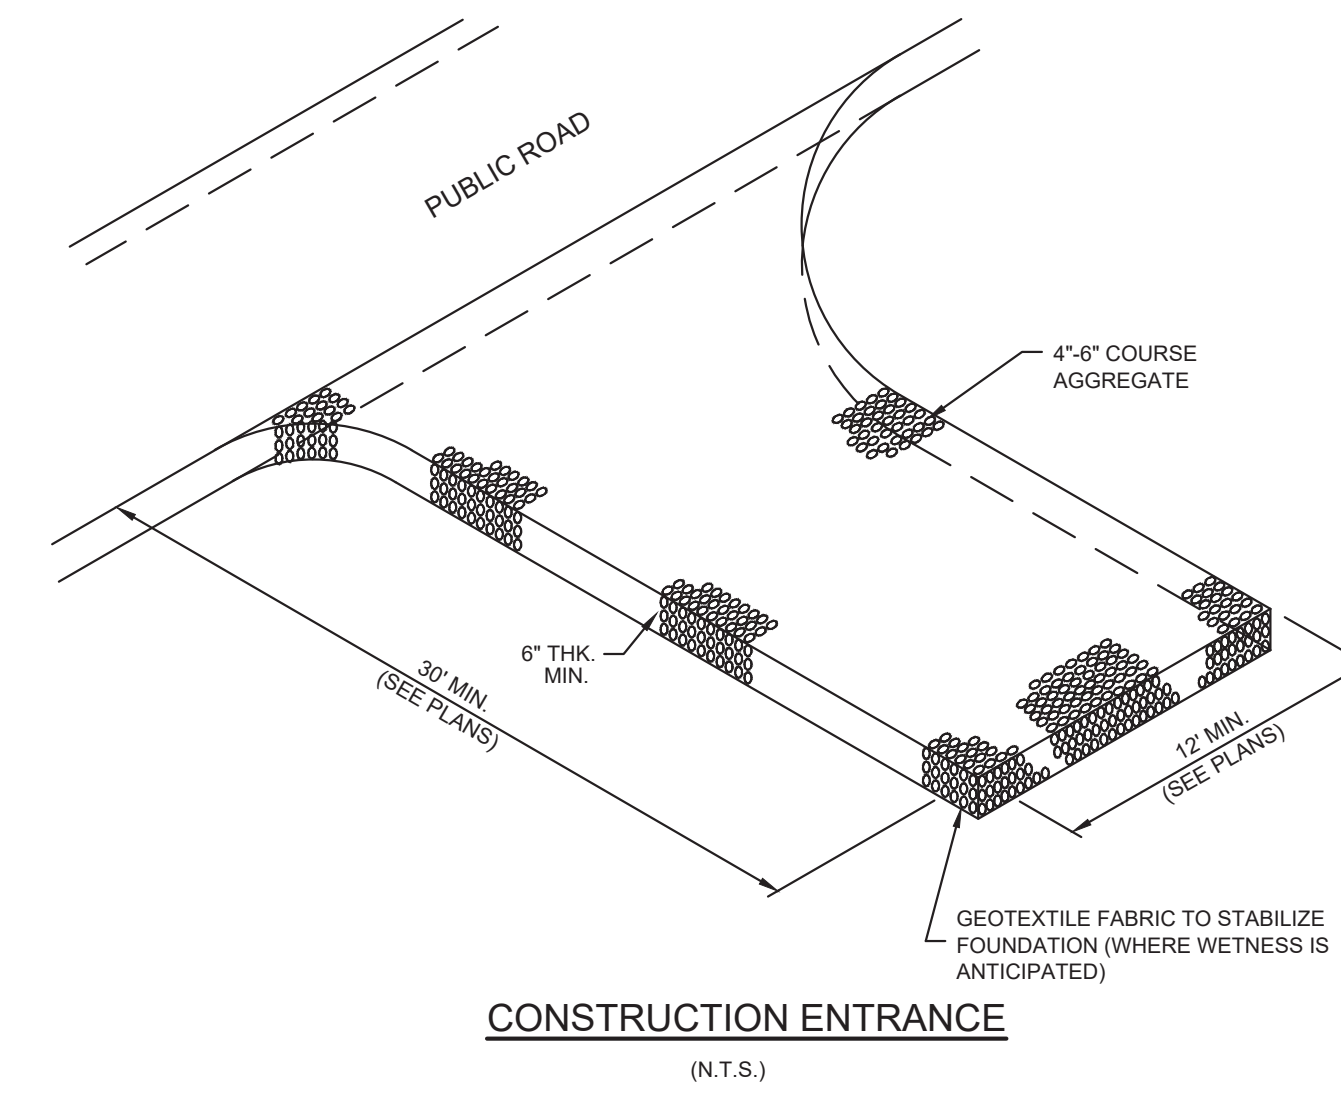 PUBLIC ROAD
4"-6" COURSE
AGGREGATE
6" THK.
MIN.
30' MIN.
(SEE PLANS)
12' MIN.
(SEE PLANS)
GEOTEXTILE FABRIC TO STABILIZE
FOUNDATION (WHERE WETNESS IS
ANTICIPATED)
CONSTRUCTION ENTRANCE
(N.T.S.)